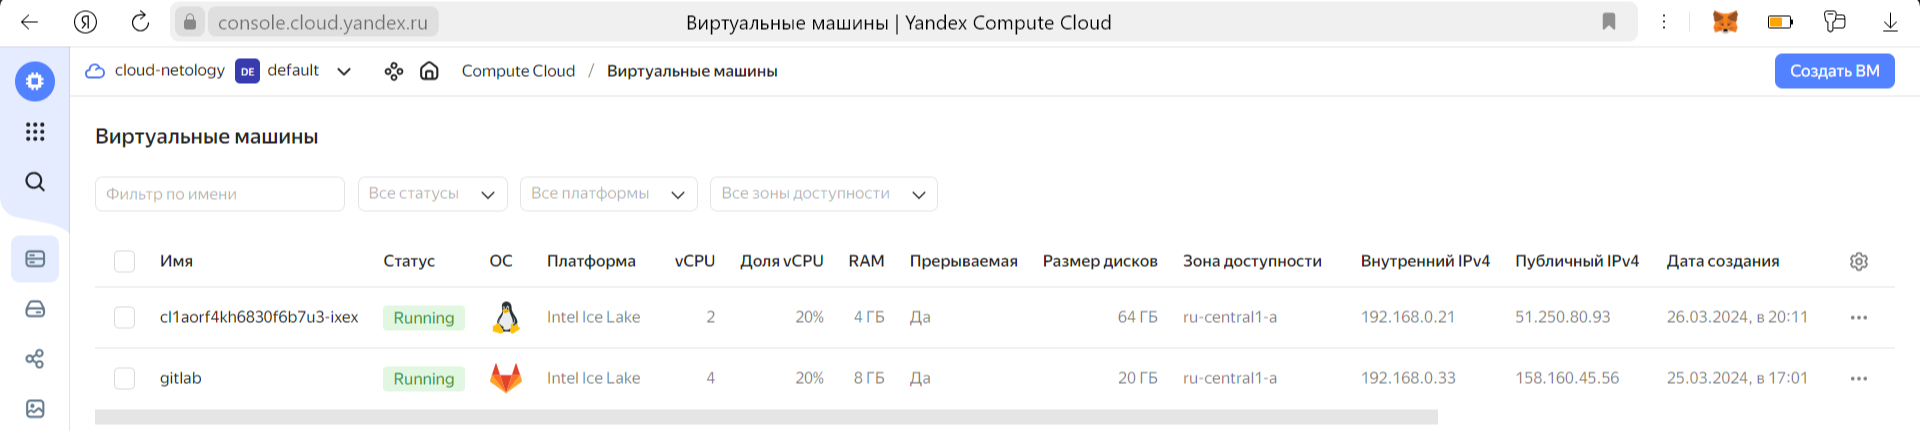 Я console.cloud.yandex.ru Виртуальные машины | Yandex Compute Cloud
cloud-netology DE default Compute Cloud / Виртуальные машины Создать ВМ
Виртуальные машины
Фильтр по имени Все статусы Все платформы Все зоны доступности
Имя Статус ОС Платформа vCPU Доля vCPU RAM Прерываемая Размер дисков Зона доступности Внутренний IPv4 Публичный IPv4 Дата создания
cl1aorf4kh6830f6b7u3-ixex Running Intel Ice Lake 2 20% 4 ГБ Да 64 ГБ ru-central1-a 192.168.0.21 51.250.80.93 26.03.2024, в 20:11
gitlab Running Intel Ice Lake 4 20% 8 ГБ Да 20 ГБ ru-central1-a 192.168.0.33 158.160.45.56 25.03.2024, в 17:01